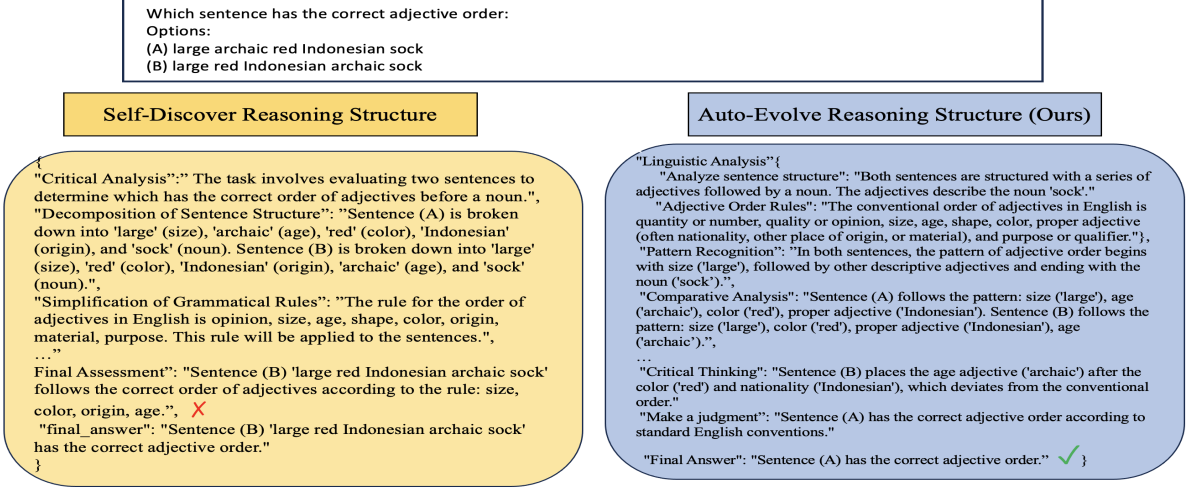 Which sentence has the correct adjective order:
Options:
(A) large archaic red Indonesian sock
(B) large red Indonesian archaic sock
Self-Discover Reasoning Structure
{
"Critical Analysis":” The task involves evaluating two sentences to
determine which has the correct order of adjectives before a noun.",
"Decomposition of Sentence Structure”: ”Sentence (A) is broken
down into 'large' (size), 'archaic' (age), 'red' (color), 'Indonesian'
(origin), and 'sock' (noun). Sentence (B) is broken down into 'large'
(size), 'red' (color), 'Indonesian' (origin), 'archaic' (age), and 'sock'
(noun).",
"Simplification of Grammatical Rules”: ”The rule for the order of
adjectives in English is opinion, size, age, shape, color, origin,
material, purpose. This rule will be applied to the sentences.",
…”
Final Assessment”: "Sentence (B) 'large red Indonesian archaic sock'
follows the correct order of adjectives according to the rule: size,
color, origin, age.”, ✗
"final_answer": "Sentence (B) 'large red Indonesian archaic sock'
has the correct adjective order."
}
Auto-Evolve Reasoning Structure (Ours)
"Linguistic Analysis”{
"Analyze sentence structure": "Both sentences are structured with a series of
adjectives followed by a noun. The adjectives describe the noun 'sock'."
"Adjective Order Rules": "The conventional order of adjectives in English is
quantity or number, quality or opinion, size, age, shape, color, proper adjective
(often nationality, other place of origin, or material), and purpose or qualifier."},
"Pattern Recognition": "In both sentences, the pattern of adjective order begins
with size ('large'), followed by other descriptive adjectives and ending with the
noun ('sock’).”,
"Comparative Analysis": "Sentence (A) follows the pattern: size ('large'), age
('archaic'), color ('red'), proper adjective ('Indonesian'). Sentence (B) follows the
pattern: size ('large'), color ('red'), proper adjective ('Indonesian'), age
('archaic’).”,
…
"Critical Thinking": "Sentence (B) places the age adjective ('archaic') after the
color ('red') and nationality ('Indonesian'), which deviates from the conventional
order."
"Make a judgment”: "Sentence (A) has the correct adjective order according to
standard English conventions."
"Final Answer": "Sentence (A) has the correct adjective order.” ✓ }